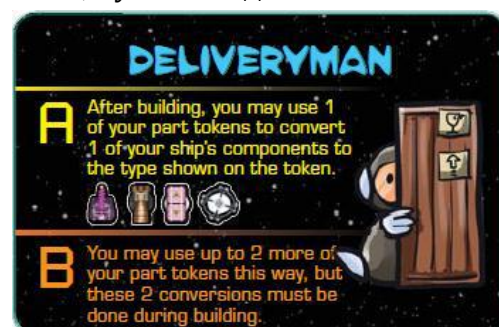 DELIVERYMAN
A
After building, you may use 1
of your part tokens to convert
1 of your ship's components to
the type shown on the token.
B
You may use up to 2 more of
your part tokens this way, but
these 2 conversions must be
done during building.